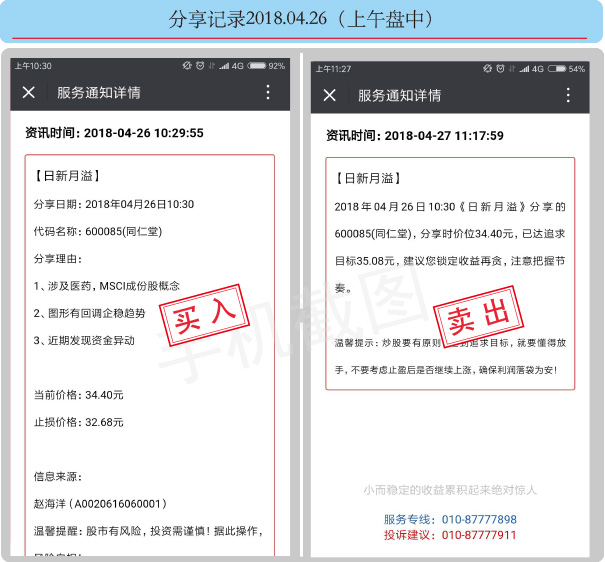 分享记录2018.04.26（上午盘中）
上午10:30
4G 92%
服务通知详情
资讯时间: 2018-04-26 10:29:55
【日新月溢】
分享日期: 2018年04月26日10:30
代码名称: 600085(同仁堂)
分享理由:
1、涉及医药, MSCI成份股概念
2、图形有回调企稳趋势
3、近期发现资金异动
买入
当前价格: 34.40元
止损价格: 32.68元
信息来源:
赵海洋 (A0020616060001)
温馨提醒: 股市有风险, 投资需谨慎! 据此操作,
上午11:27
4G 54%
服务通知详情
资讯时间: 2018-04-27 11:17:59
【日新月溢】
2018年04月26日10:30《日新月溢》分享的
600085(同仁堂), 分享时价位34.40元, 已达追求
目标35.08元, 建议您锁定收益再贪, 注意把握节
奏。
卖出
温馨提示: 炒股要有原则 到追求目标, 就要懂得放
手, 不要考虑止盈后是否继续上涨, 确保利润落袋为安!
小而稳定的收益累积起来绝对惊人
服务专线: 010-87777898
投诉建议: 010-87777911
手机截图